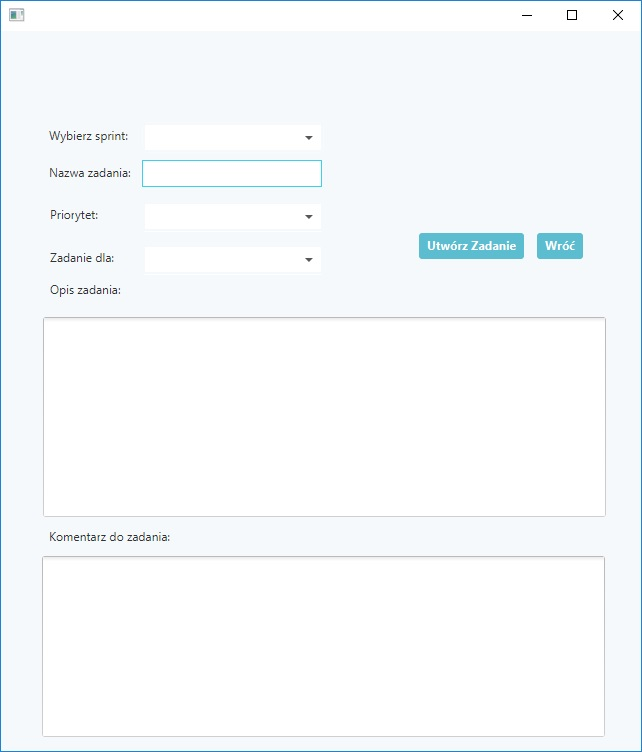 Wybierz sprint:
Nazwa zadania:
Priorytet:
Utwórz Zadanie
Wróć
Zadanie dla:
Opis zadania:
Komentarz do zadania: